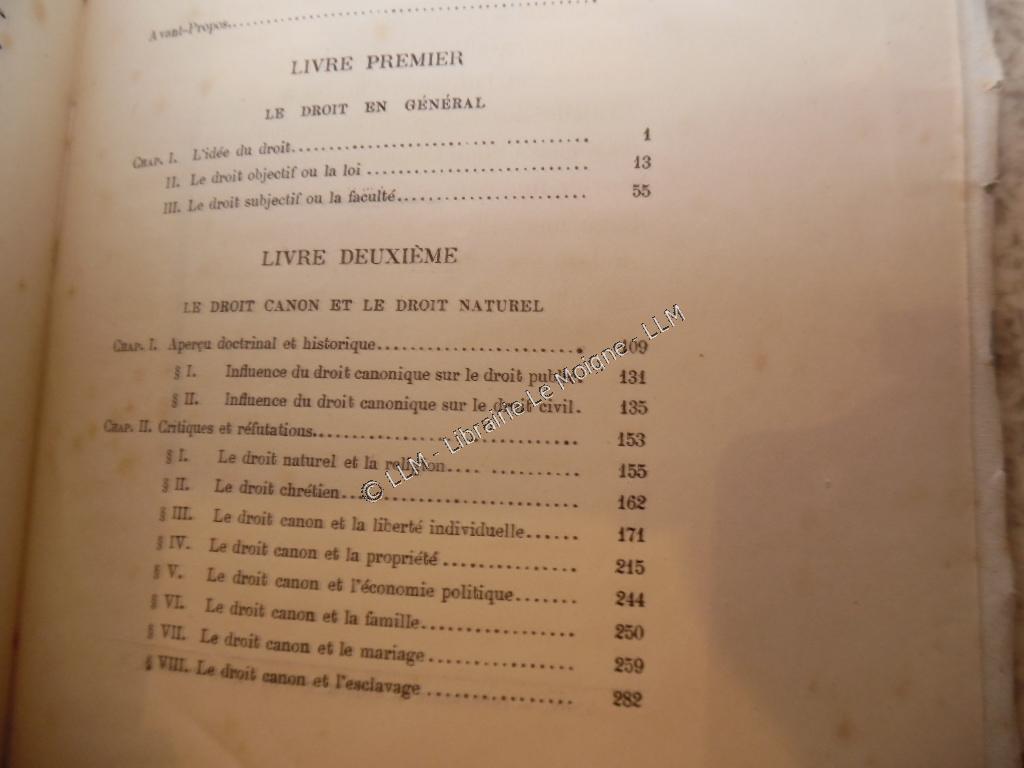 Avant-Propos........................................
LIVRE PREMIER
LE DROIT EN GÉNÉRAL
CHAP. I. L'idée du droit........................ ......... 1
II. Le droit objectif ou la loi ......................... 13
III. Le droit subjectif ou la faculté...................... 55
LIVRE DEUXIÈME
LE DROIT CANON ET LE DROIT NATUREL
CHAP. I. Aperçu doctrinal et historique....................... 109
§ I. Influence du droit canonique sur le droit public. 131
§ II. Influence du droit canonique sur le droit civil. 135
CHAP. II. Critiques et réfutations............................. 153
§ I. Le droit naturel et la religion.... .......... 155
§ II. Le droit chrétien........................... 162
§ III. Le droit canon et la liberté individuelle...... 171
§ IV. Le droit canon et la propriété ............... 215
§ V. Le droit canon et l'économie politique....... 244
§ VI. Le droit canon et la famille................. 250
§ VII. Le droit canon et le mariage ................ 259
§ VIII. Le droit canon et l'esclavage ................ 282
© LLM - Librairie Le Moigne - LLM